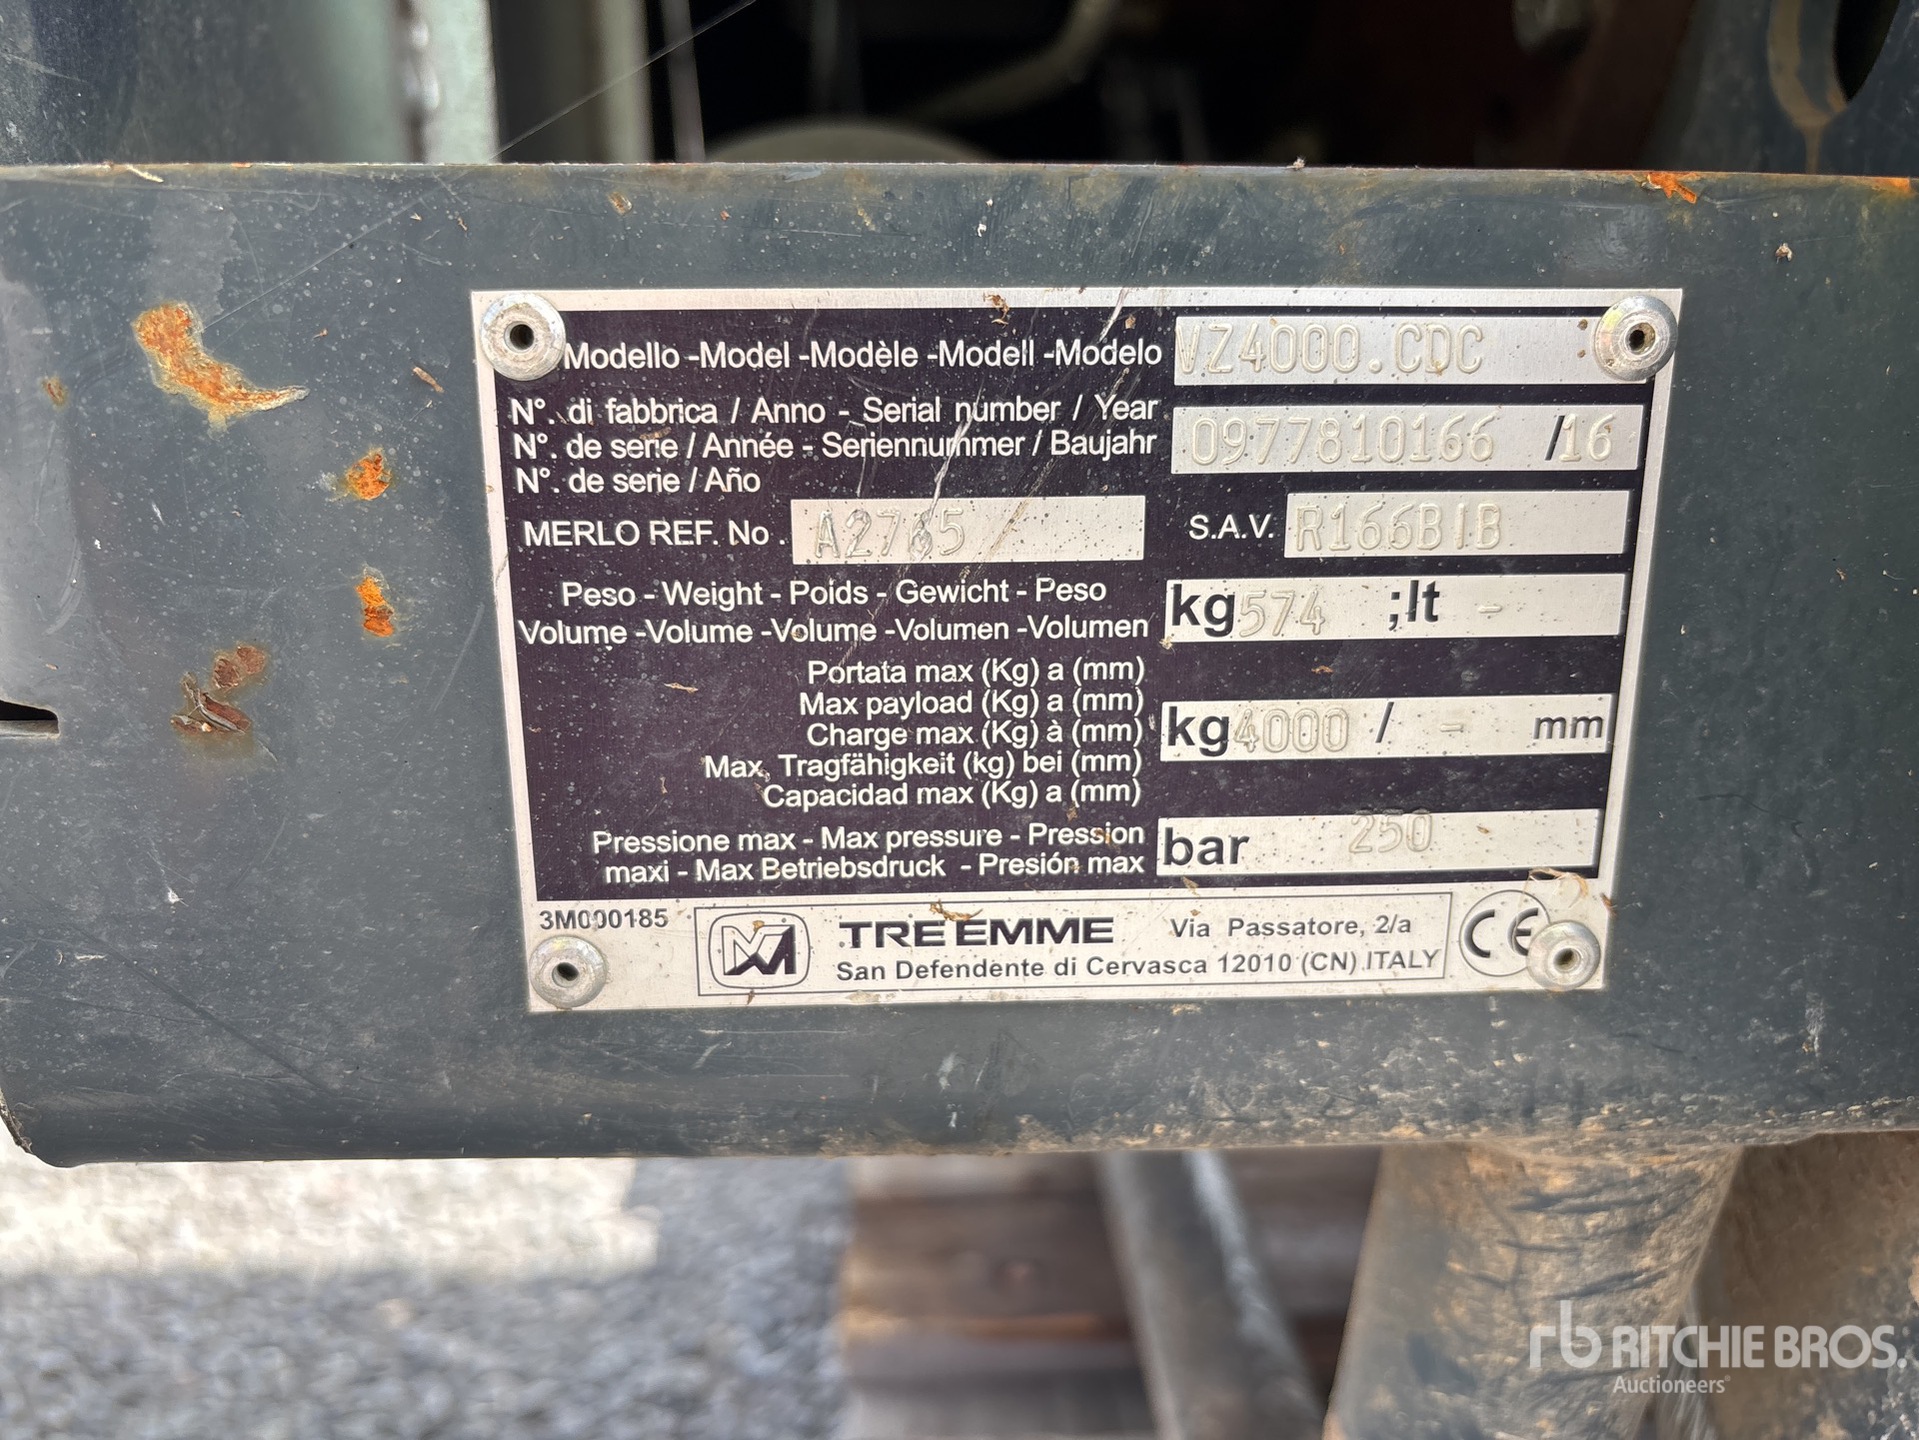 Modello -Model -Modèle -Modell -Modelo VZ4000.CDC
N°. di fabbrica / Anno - Serial number / Year
N°. de serie / Année - Seriennummer / Baujahr 0977810166 /16
N°. de serie / Año
MERLO REF. No . A2765 S.A.V. R166BIB
Peso - Weight - Poids - Gewicht - Peso
Volume -Volume -Volume -Volumen -Volumen kg 574 ;lt -
Portata max (Kg) a (mm)
Max payload (Kg) a (mm)
Charge max (Kg) à (mm) kg 4000 / - mm
Max. Tragfähigkeit (kg) bei (mm)
Capacidad max (Kg) a (mm)
Pressione max - Max pressure - Pression
maxi - Max Betriebsdruck - Presión max bar 250
3M000185 TRE EMME Via Passatore, 2/a
San Defendente di Cervasca 12010 (CN) ITALY CE
rb RITCHIE BROS.
Auctioneers